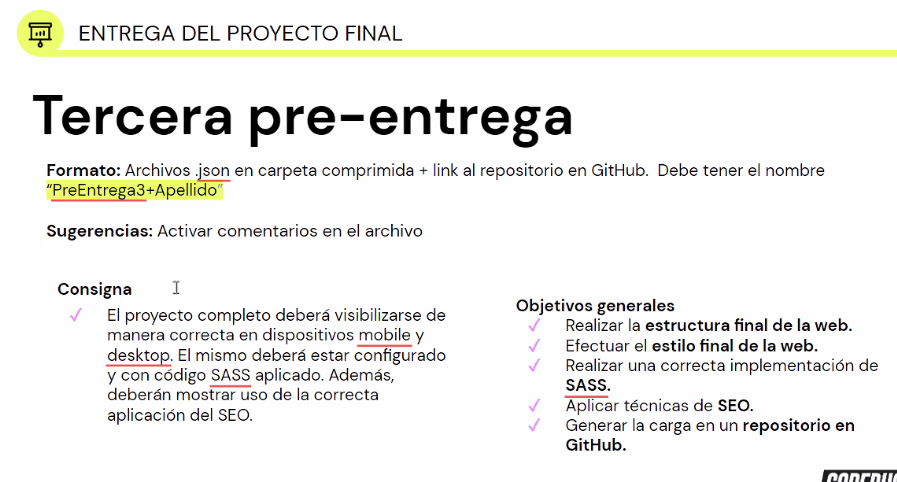 ENTREGA DEL PROYECTO FINAL
Tercera pre-entrega
Formato: Archivos .json en carpeta comprimida + link al repositorio en GitHub. Debe tener el nombre
“PreEntrega3+Apellido”
Sugerencias: Activar comentarios en el archivo
Consigna
El proyecto completo deberá visibilizarse de
manera correcta en dispositivos mobile y
desktop. El mismo deberá estar configurado
y con código SASS aplicado. Además,
deberán mostrar uso de la correcta
aplicación del SEO.
Objetivos generales
Realizar la estructura final de la web.
Efectuar el estilo final de la web.
Realizar una correcta implementación de
SASS.
Aplicar técnicas de SEO.
Generar la carga en un repositorio en
GitHub.